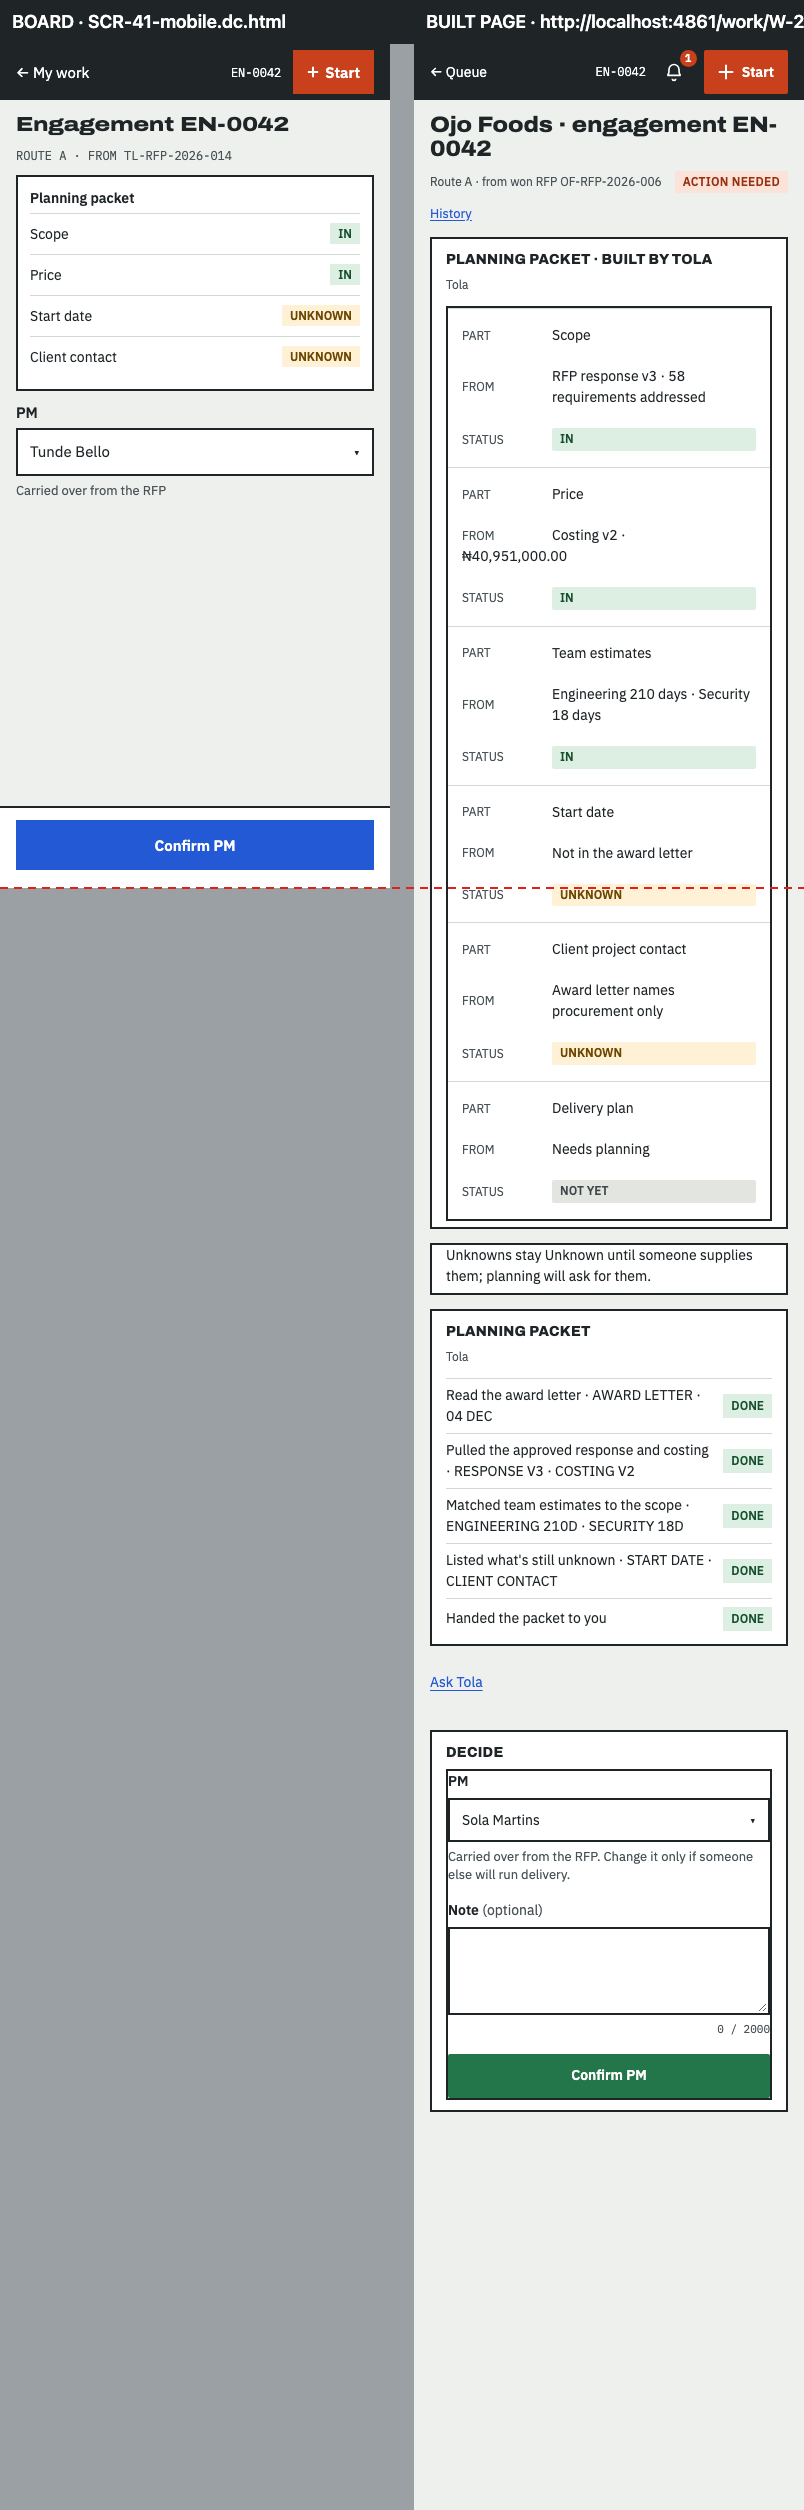 BOARD · SCR-41-mobile.dc.html
← My work
EN-0042
+ Start
Engagement EN-0042
ROUTE A · FROM TL-RFP-2026-014
Planning packet
Scope
IN
Price
IN
Start date
UNKNOWN
Client contact
UNKNOWN
PM
Tunde Bello
Carried over from the RFP
Confirm PM
BUILT PAGE · http://localhost:4861/work/W-2
← Queue
EN-0042
1
+ Start
Ojo Foods · engagement EN-
0042
Route A · from won RFP OF-RFP-2026-006
ACTION NEEDED
History
PLANNING PACKET · BUILT BY TOLA
Tola
PART
Scope
FROM
RFP response v3 · 58
requirements addressed
STATUS
IN
PART
Price
FROM
Costing v2 ·
₦40,951,000.00
STATUS
IN
PART
Team estimates
FROM
Engineering 210 days · Security
18 days
STATUS
IN
PART
Start date
FROM
Not in the award letter
STATUS
UNKNOWN
PART
Client project contact
FROM
Award letter names
procurement only
STATUS
UNKNOWN
PART
Delivery plan
FROM
Needs planning
STATUS
NOT YET
Unknowns stay Unknown until someone supplies
them; planning will ask for them.
PLANNING PACKET
Tola
Read the award letter · AWARD LETTER ·
04 DEC
DONE
Pulled the approved response and costing
· RESPONSE V3 · COSTING V2
DONE
Matched team estimates to the scope ·
ENGINEERING 210D · SECURITY 18D
DONE
Listed what's still unknown · START DATE ·
CLIENT CONTACT
DONE
Handed the packet to you
DONE
Ask Tola
DECIDE
PM
Sola Martins
Carried over from the RFP. Change it only if someone
else will run delivery.
Note (optional)
0 / 2000
Confirm PM